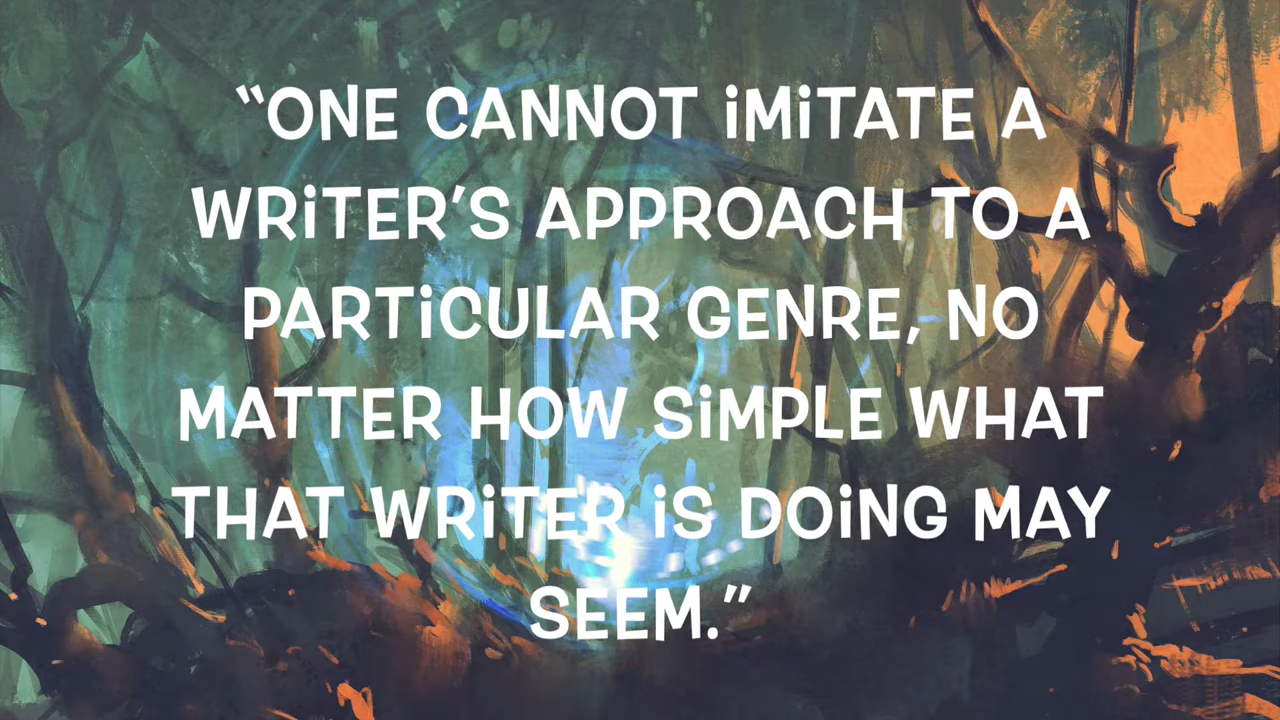 “ONE CANNOT iMiTATE A
WRiTER’S APPROACH TO A
PARTiCULAR GENRE, NO
MATTER HOW SiMPLE WHAT
THAT WRiTER iS DOiNG MAY
SEEM.”